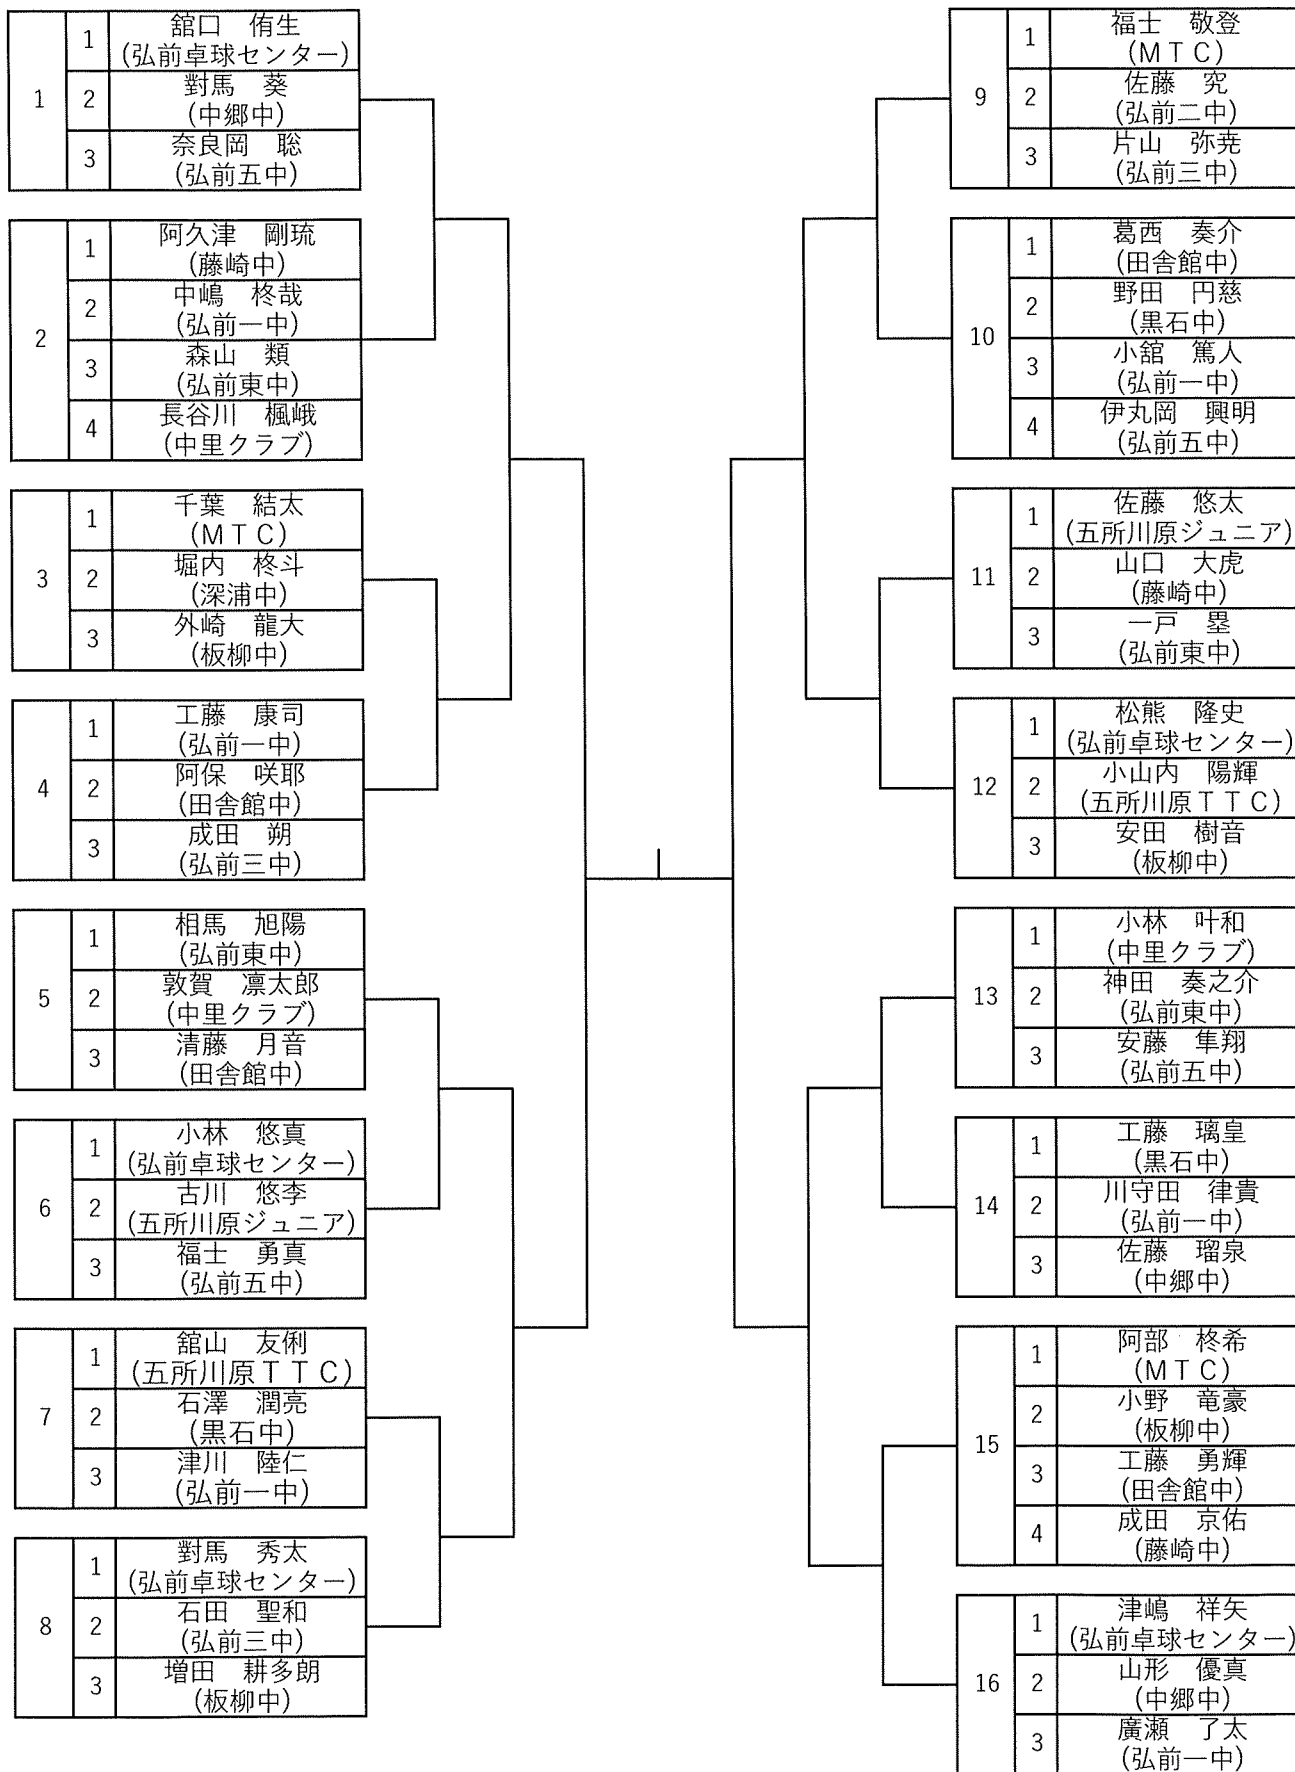 1
1
舘口　侑生
(弘前卓球センター)
2
對馬　葵
(中郷中)
3
奈良岡　聡
(弘前五中)
2
1
阿久津　剛琉
(藤崎中)
2
中嶋　柊哉
(弘前一中)
3
森山　類
(弘前東中)
4
長谷川　楓峨
(中里クラブ)
3
1
千葉　結太
(ＭＴＣ)
2
堀内　柊斗
(深浦中)
3
外崎　龍大
(板柳中)
4
1
工藤　康司
(弘前一中)
2
阿保　咲耶
(田舎館中)
3
成田　朔
(弘前三中)
5
1
相馬　旭陽
(弘前東中)
2
敦賀　凛太郎
(中里クラブ)
3
清藤　月音
(田舎館中)
6
1
小林　悠真
(弘前卓球センター)
2
古川　悠李
(五所川原ジュニア)
3
福士　勇真
(弘前五中)
7
1
舘山　友俐
(五所川原ＴＴＣ)
2
石澤　潤亮
(黒石中)
3
津川　陸仁
(弘前一中)
8
1
對馬　秀太
(弘前卓球センター)
2
石田　聖和
(弘前三中)
3
増田　耕多朗
(板柳中)
9
1
福士　敬登
(ＭＴＣ)
2
佐藤　究
(弘前二中)
3
片山　弥尭
(弘前三中)
10
1
葛西　奏介
(田舎館中)
2
野田　円慈
(黒石中)
3
小舘　篤人
(弘前一中)
4
伊丸岡　興明
(弘前五中)
11
1
佐藤　悠太
(五所川原ジュニア)
2
山口　大虎
(藤崎中)
3
一戸　塁
(弘前東中)
12
1
松熊　隆史
(弘前卓球センター)
2
小山内　陽輝
(五所川原ＴＴＣ)
3
安田　樹音
(板柳中)
13
1
小林　叶和
(中里クラブ)
2
神田　奏之介
(弘前東中)
3
安藤　隼翔
(弘前五中)
14
1
工藤　璃皇
(黒石中)
2
川守田　律貴
(弘前一中)
3
佐藤　瑠泉
(中郷中)
15
1
阿部　柊希
(ＭＴＣ)
2
小野　竜豪
(板柳中)
3
工藤　勇輝
(田舎館中)
4
成田　京佑
(藤崎中)
16
1
津嶋　祥矢
(弘前卓球センター)
2
山形　優真
(中郷中)
3
廣瀬　了太
(弘前一中)